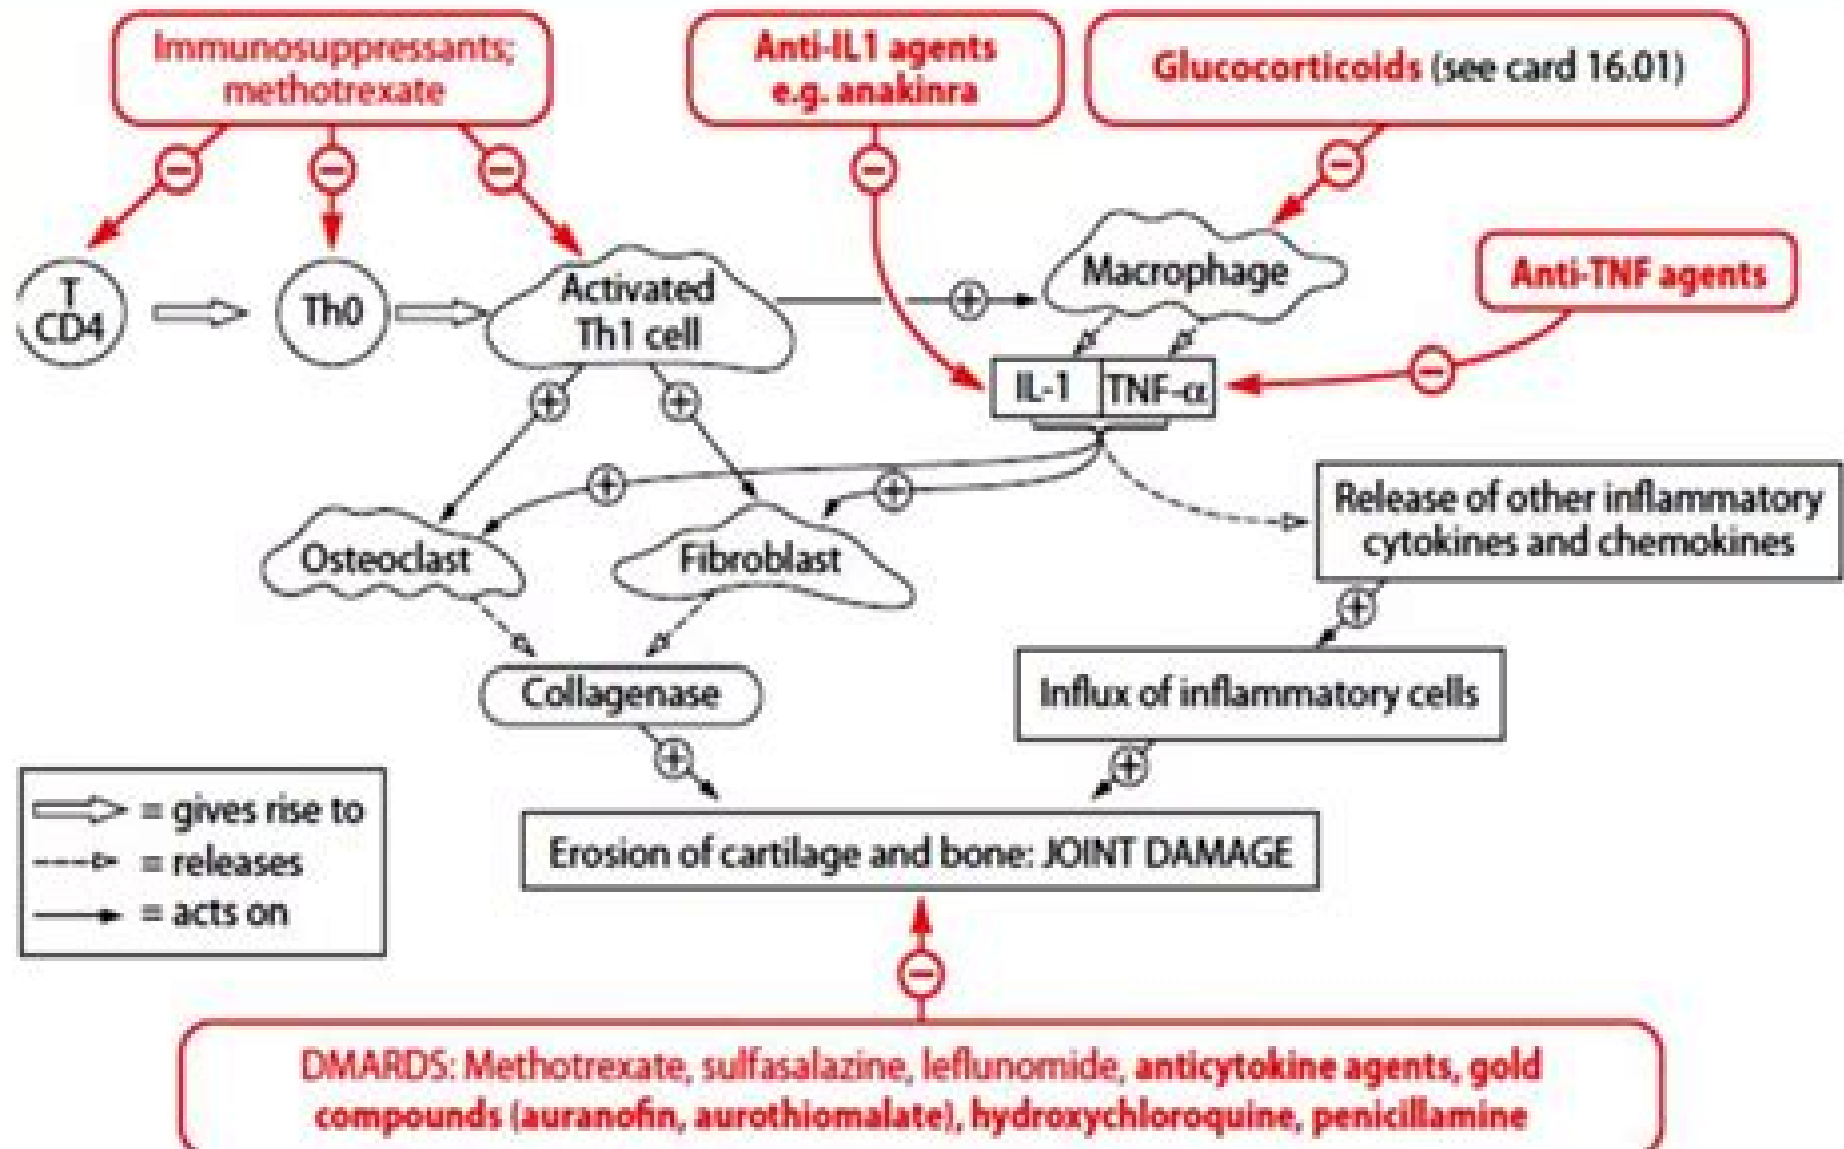 Immunosuppressants;
methotrexate
Anti-IL1 agents
e.g. anakinra
Glucocorticoids (see card 16.01)
T
CD4
Th0
Activated
Th1 cell
Macrophage
Anti-TNF agents
IL-1
TNF-α
Release of other inflammatory
cytokines and chemokines
Osteoclast
Fibroblast
Collagenase
Influx of inflammatory cells
= gives rise to
= releases
= acts on
Erosion of cartilage and bone: JOINT DAMAGE
DMARDS: Methotrexate, sulfasalazine, leflunomide, anticytokine agents, gold
compounds (auranofin, aurothiomalate), hydroxychloroquine, penicillamine